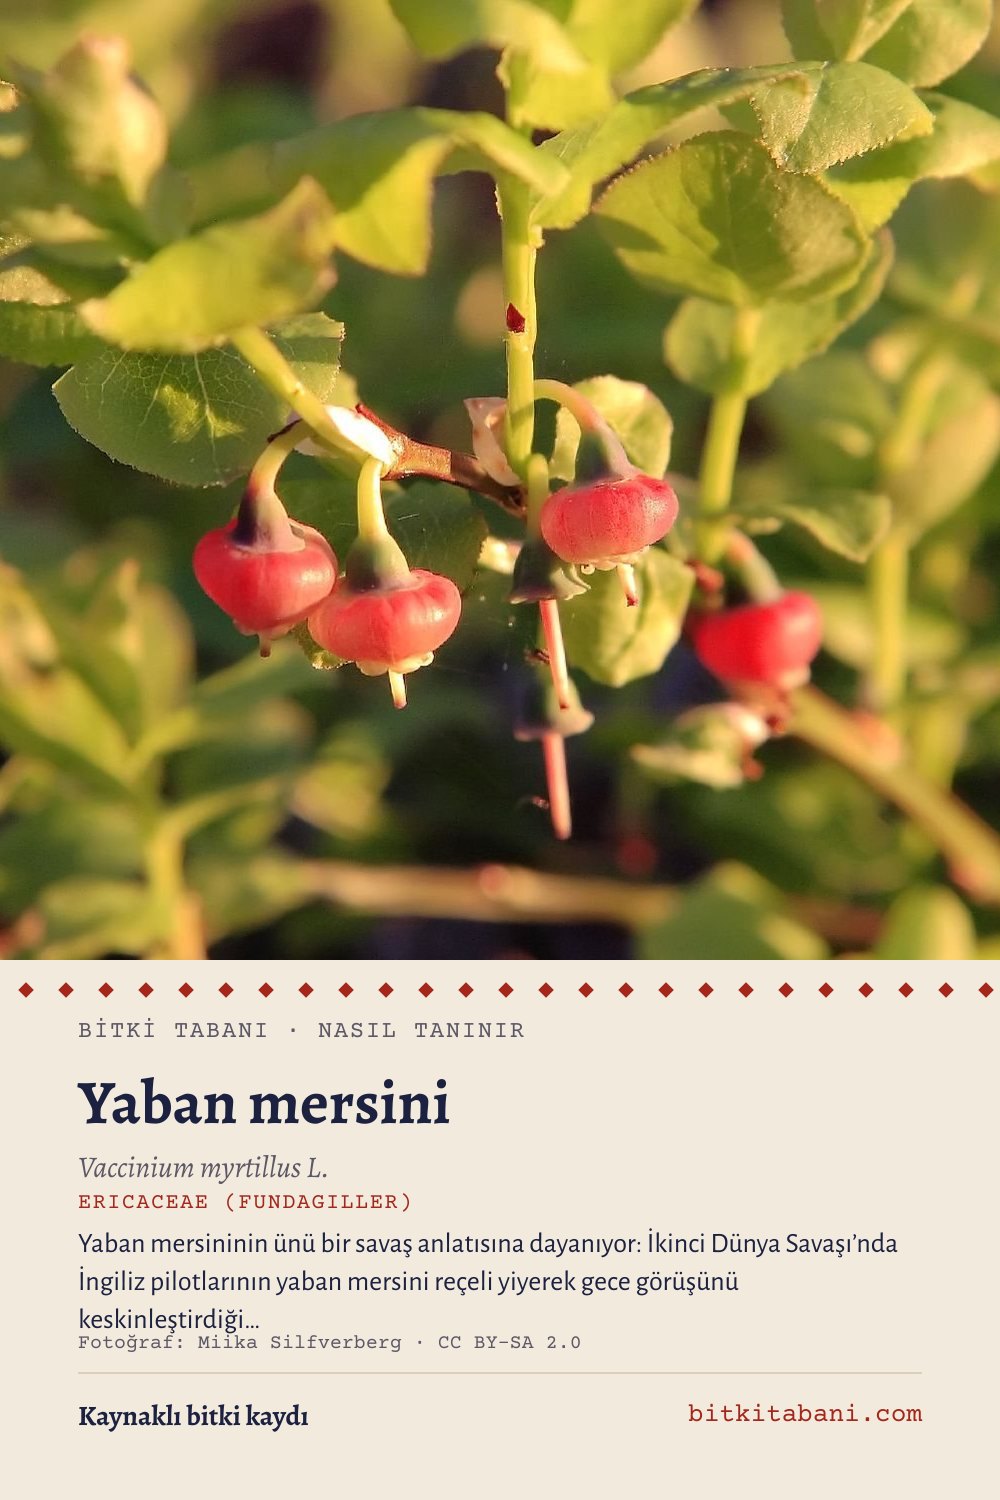 BİTKİ TABANI · NASIL TANINIR
Yaban mersini
Vaccinium myrtillus L.
ERICACEAE (FUNDAGILLER)
Yaban mersininin ünü bir savaş anlatısına dayanıyor: İkinci Dünya Savaşı’nda
İngiliz pilotlarının yaban mersini reçeli yiyerek gece görüşünü
keskinleştirdiği…
Fotoğraf: Miika Silfverberg · CC BY-SA 2.0
Kaynaklı bitki kaydı
bitkitabani.com